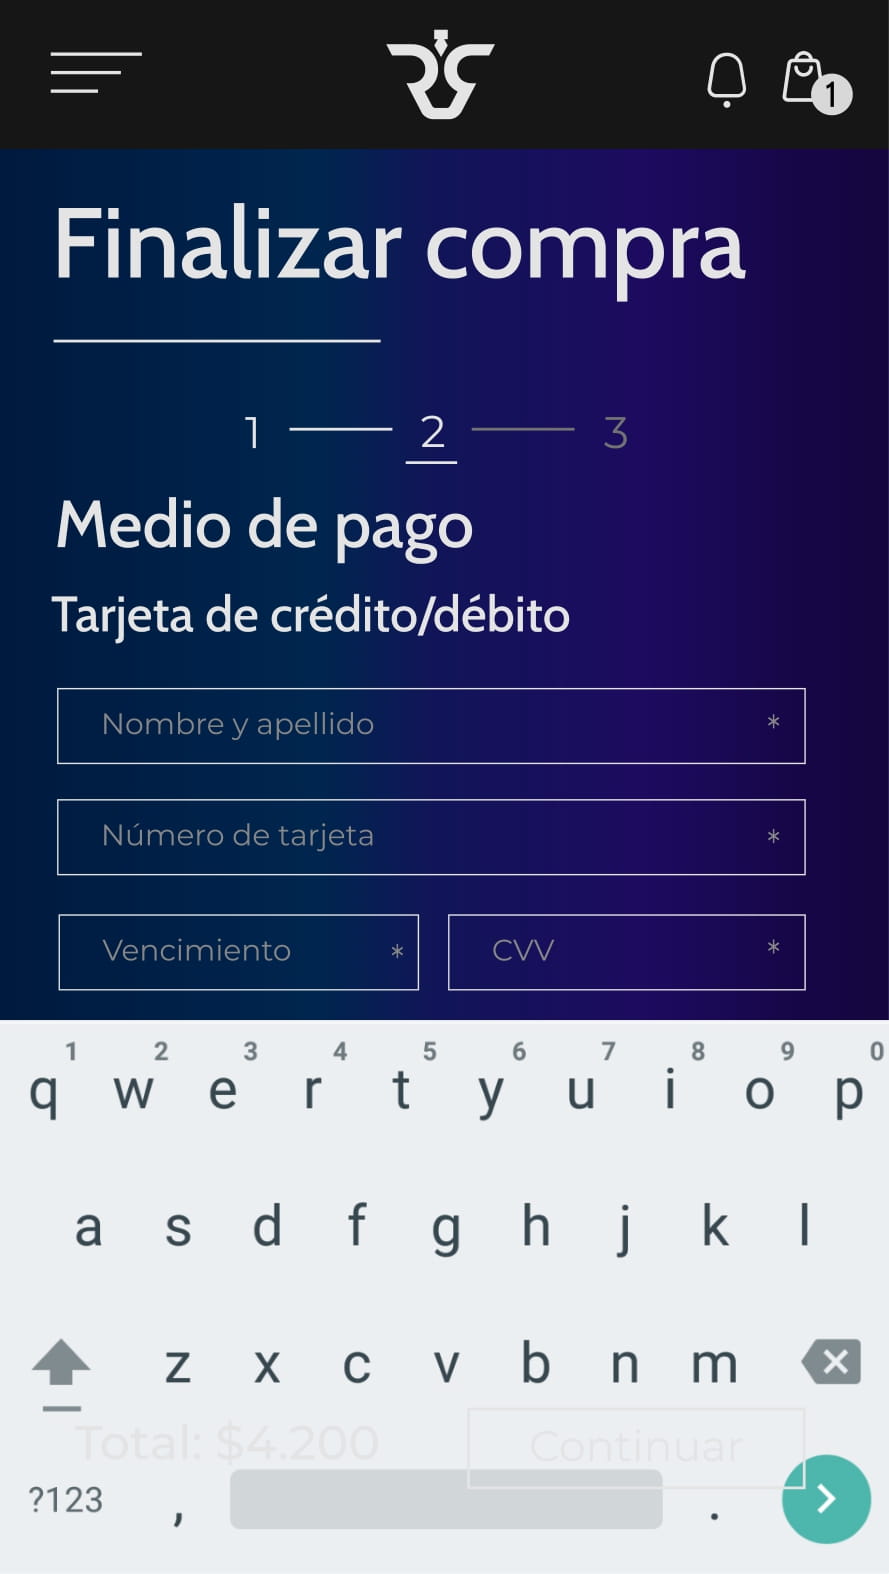 1
Finalizar compra
1 2 3
Medio de pago
Tarjeta de crédito/débito
Nombre y apellido *
Número de tarjeta *
Vencimiento * CVV *
1 2 3 4 5 6 7 8 9 0
q w e r t y u i o p
a s d f g h j k l
z x c v b n m
Total: $4.200 Continuar
?123 , .